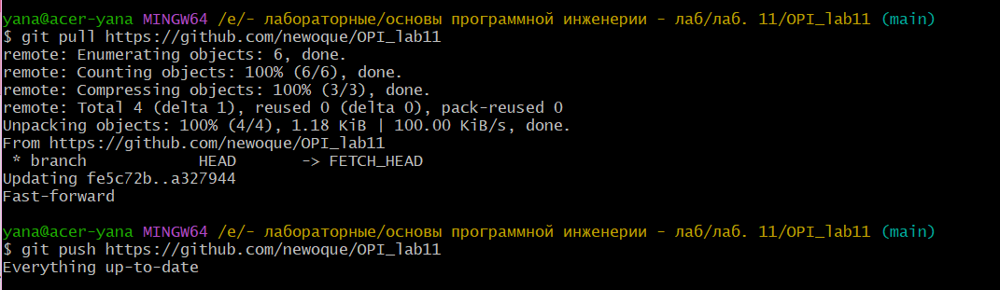 yana@acer-yana MINGW64 /e/- лабораторные/основы программной инженерии - лаб/лаб. 11/OPI_lab11 (main)
$ git pull https://github.com/newoque/OPI_lab11
remote: Enumerating objects: 6, done.
remote: Counting objects: 100% (6/6), done.
remote: Compressing objects: 100% (3/3), done.
remote: Total 4 (delta 1), reused 0 (delta 0), pack-reused 0
Unpacking objects: 100% (4/4), 1.18 KiB | 100.00 KiB/s, done.
From https://github.com/newoque/OPI_lab11
 * branch            HEAD       -> FETCH_HEAD
Updating fe5c72b..a327944
Fast-forward
yana@acer-yana MINGW64 /e/- лабораторные/основы программной инженерии - лаб/лаб. 11/OPI_lab11 (main)
$ git push https://github.com/newoque/OPI_lab11
Everything up-to-date